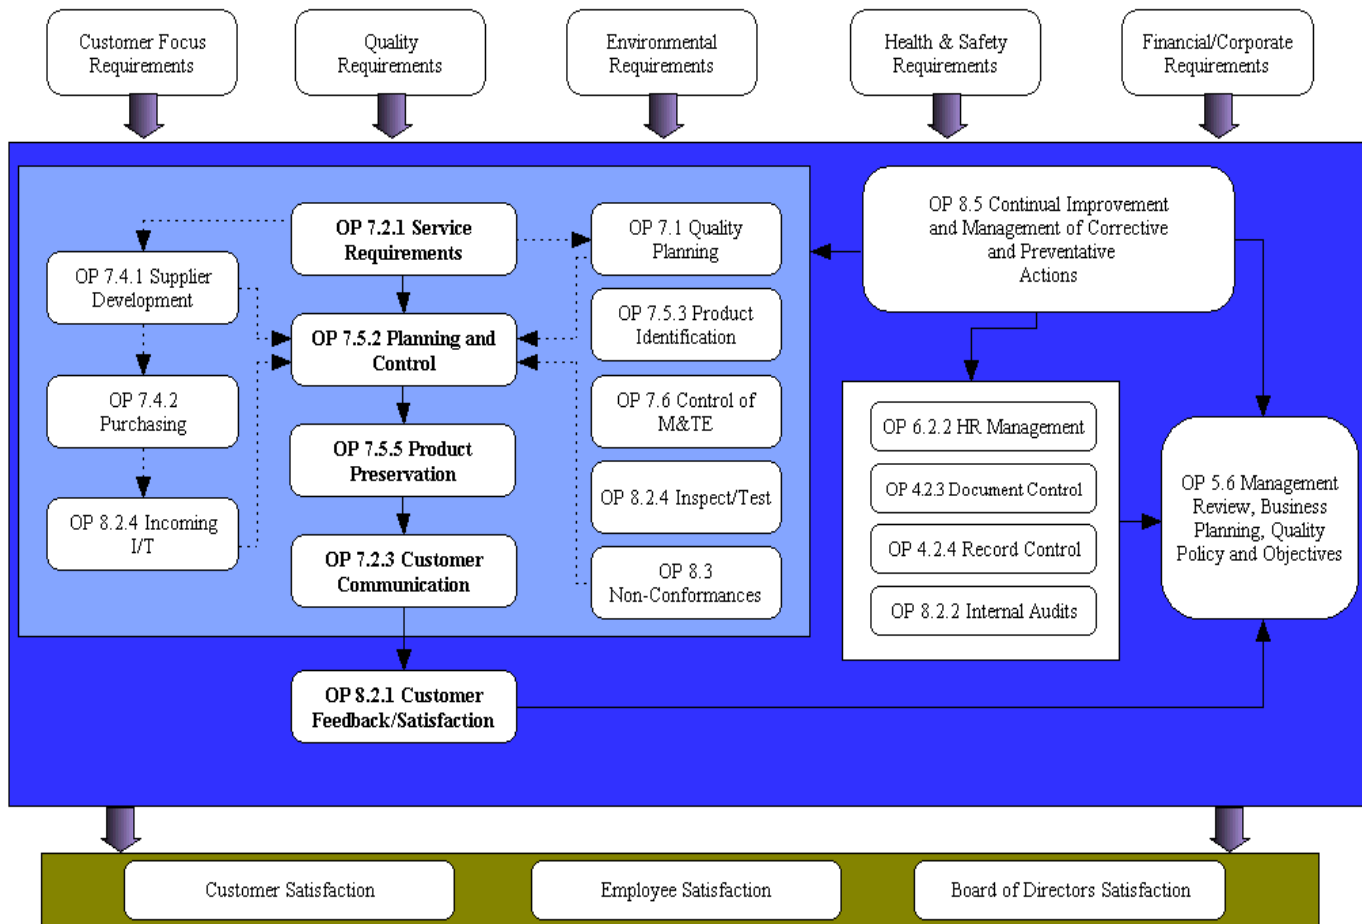 Customer Focus
Requirements
Quality
Requirements
Environmental
Requirements
Health & Safety
Requirements
Financial/Corporate
Requirements
OP 7.2.1 Service
Requirements
OP 7.1 Quality
Planning
OP 8.5 Continual Improvement
and Management of Corrective
and Preventative
Actions
OP 7.4.1 Supplier
Development
OP 7.5.2 Planning and
Control
OP 7.5.3 Product
Identification
OP 7.4.2
Purchasing
OP 7.6 Control of
M&TE
OP 7.5.5 Product
Preservation
OP 8.2.4 Inspect/Test
OP 8.2.4 Incoming
I/T
OP 7.2.3 Customer
Communication
OP 8.3
Non-Conformances
OP 6.2.2 HR Management
OP 4.2.3 Document Control
OP 4.2.4 Record Control
OP 8.2.2 Internal Audits
OP 5.6 Management
Review, Business
Planning, Quality
Policy and Objectives
OP 8.2.1 Customer
Feedback/Satisfaction
Customer Satisfaction
Employee Satisfaction
Board of Directors Satisfaction